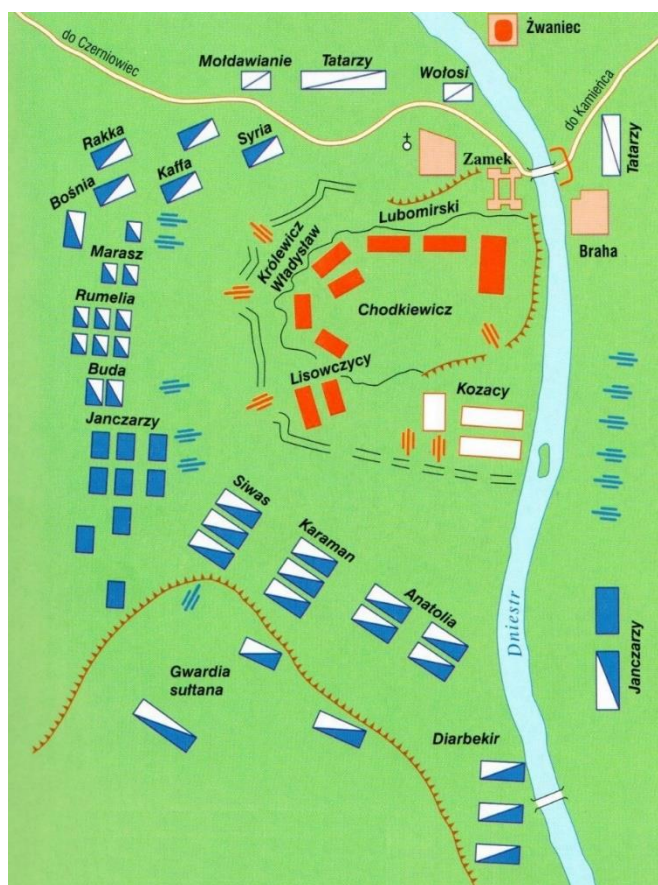 Żwaniec
do Czerniowiec
Mołdawianie
Tatarzy
Wołosi
do Kamieńca
Tatarzy
Rakka
Syria
Bośnia
Kaffa
Zamek
Braha
Lubomirski
Królewicz
Władysław
Marasz
Rumelia
Chodkiewicz
Buda
Lisowczycy
Kozacy
Janczarzy
Siwas
Karaman
Anatolia
Dniestr
Janczarzy
Gwardia
sułtana
Diarbekir